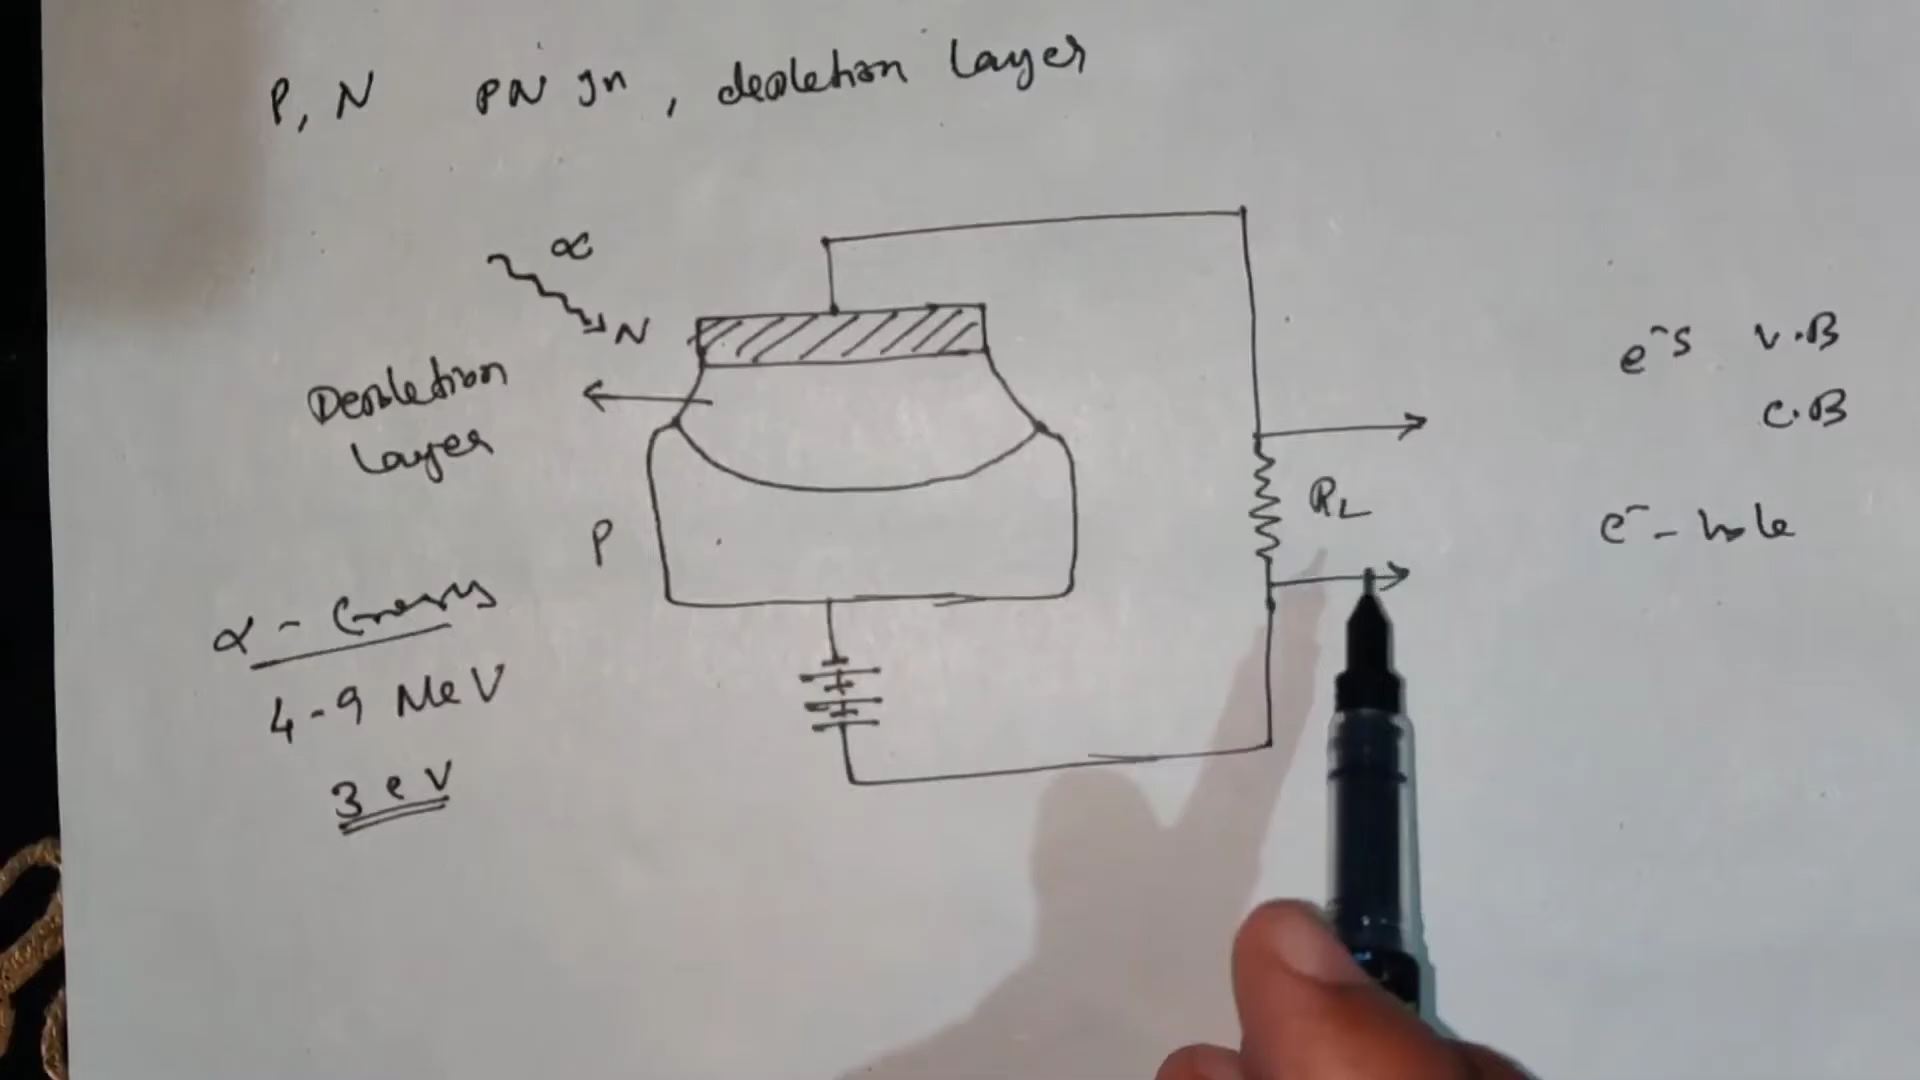 P, N PN Jn, depletion Layer
α
N
Depletion
Layer
P
RL
e⁻s V.B
C.B
e⁻ - hole
α - Energy
4-9 MeV
3 eV